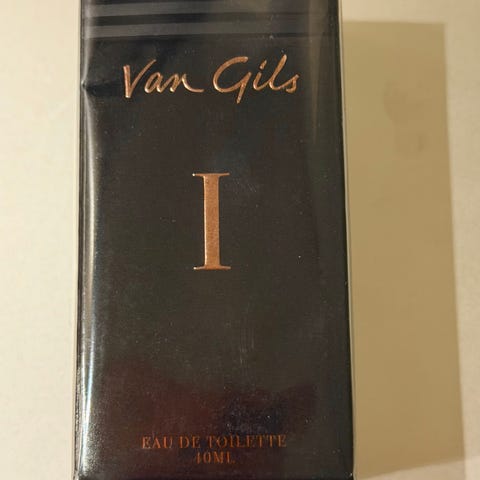 Van Gils
I
EAU DE TOILETTE
40ML